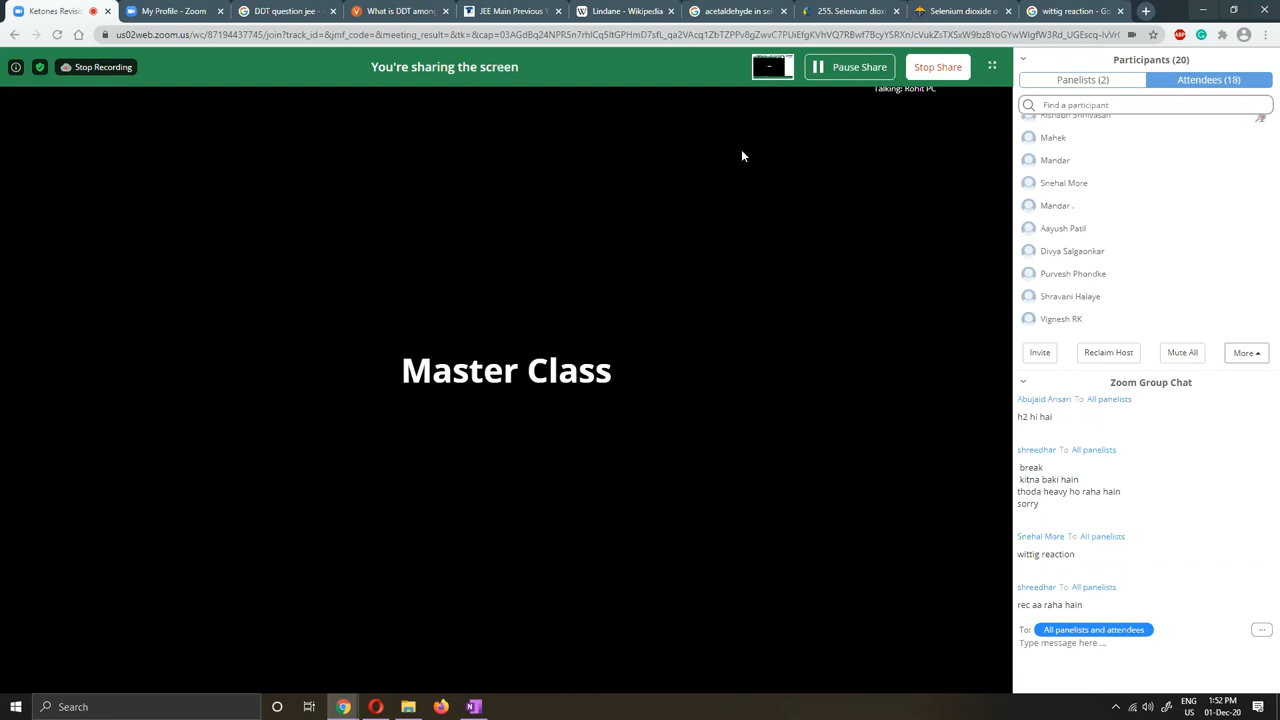 Ketones Revisic
My Profile - Zoom
DDT question jee
What is DDT among
JEE Main Previous
Lindane - Wikipedia
acetaldehyde in sel
255.Selenium dioxi
Selenium dioxide o
wittig reaction - Go
Stop Recording
You're sharing the screen
Pause Share
Stop Share
Talking: Rohit PC
Master Class
Participants (20)
Panelists (2)
Attendees (18)
Find a participant
Rishabh Srinivasan
Mahek
Mandar
Snehal More
Mandar .
Aayush Patil
Divya Salgaonkar
Purvesh Phondke
Shravani Halaye
Vignesh RK
Invite
Reclaim Host
Mute All
More
Zoom Group Chat
Abujaid Ansari To All panelists
h2 hi hai
shreedhar To All panelists
break
kitna baki hain
thoda heavy ho raha hain
sorry
Snehal More To All panelists
wittig reaction
shreedhar To All panelists
rec aa raha hain
To: All panelists and attendees
Type message here ...
Search
ENG
US
1:52 PM
01-Dec-20